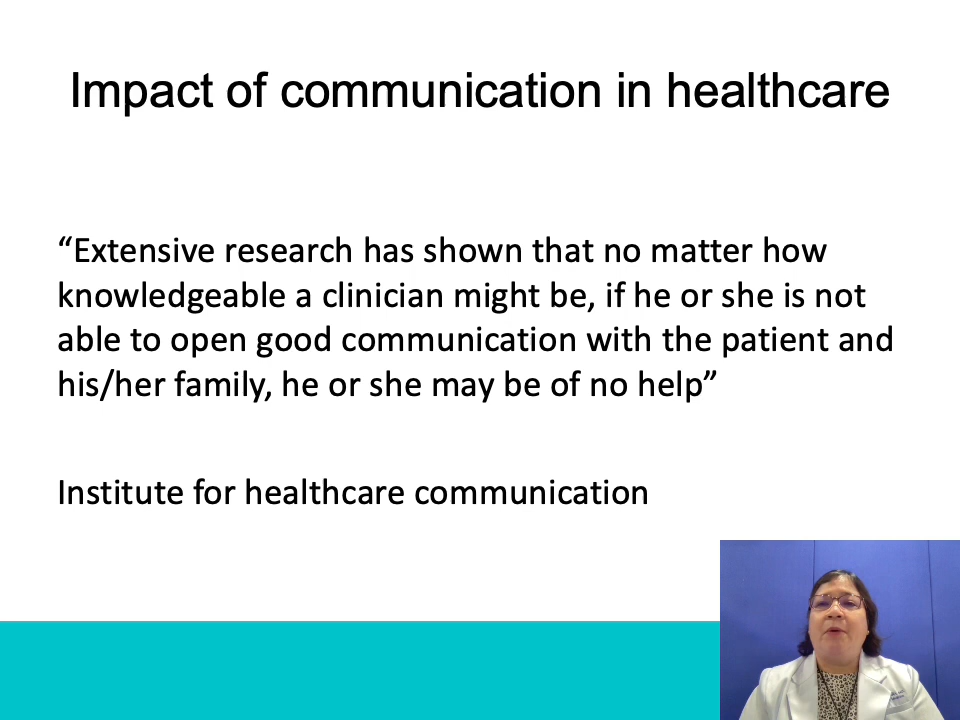 Impact of communication in healthcare
“Extensive research has shown that no matter how
knowledgeable a clinician might be, if he or she is not
able to open good communication with the patient and
his/her family, he or she may be of no help”
Institute for healthcare communication